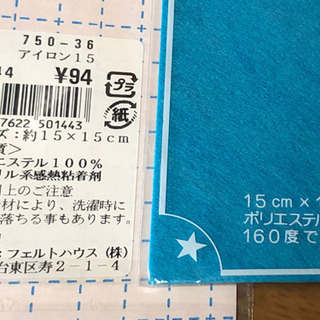 750-36
アイロン15
14
¥94
プラ
紙
7622 501443
ズ:約15×15cm
質>
エステル100%
リル系感熱粘着剤
上のご注意
材により、洗濯時に
落ちる事もあります。
:フェルトハウス(株)
台東区寿2-1-4
15cm×1
ポリエステル
160度で